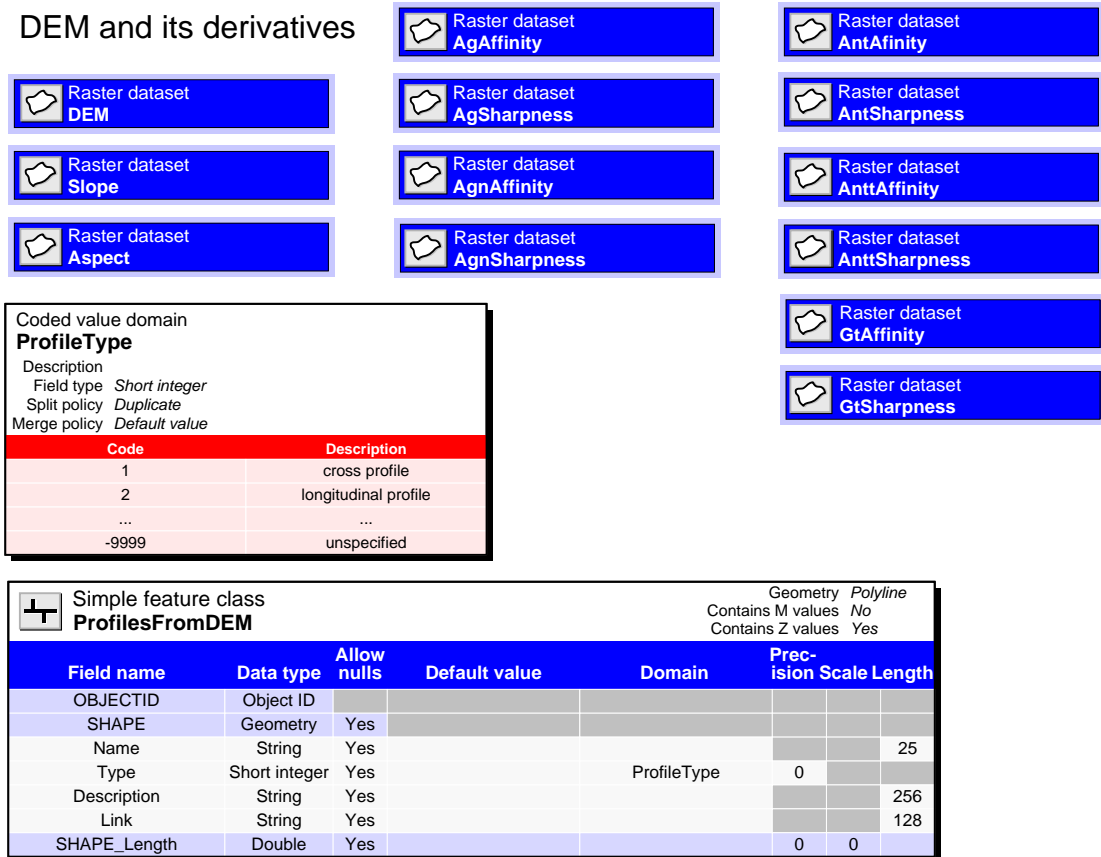 DEM and its derivatives
Raster dataset
DEM
Raster dataset
Slope
Raster dataset
Aspect
Raster dataset
AgAffinity
Raster dataset
AgSharpness
Raster dataset
AgnAffinity
Raster dataset
AgnSharpness
Raster dataset
AntAfinity
Raster dataset
AntSharpness
Raster dataset
AnttAffinity
Raster dataset
AnttSharpness
Raster dataset
GtAffinity
Raster dataset
GtSharpness
Coded value domain
ProfileType
Description
Field type Short integer
Split policy Duplicate
Merge policy Default value
Code Description
1 cross profile
2 longitudinal profile
... ...
-9999 unspecified
Simple feature class
ProfilesFromDEM
Geometry Polyline
Contains M values No
Contains Z values Yes
Field name Data type Allow nulls Default value Domain Prec-ision Scale Length
OBJECTID Object ID
SHAPE Geometry Yes
Name String Yes 25
Type Short integer Yes ProfileType 0
Description String Yes 256
Link String Yes 128
SHAPE_Length Double Yes 0 0